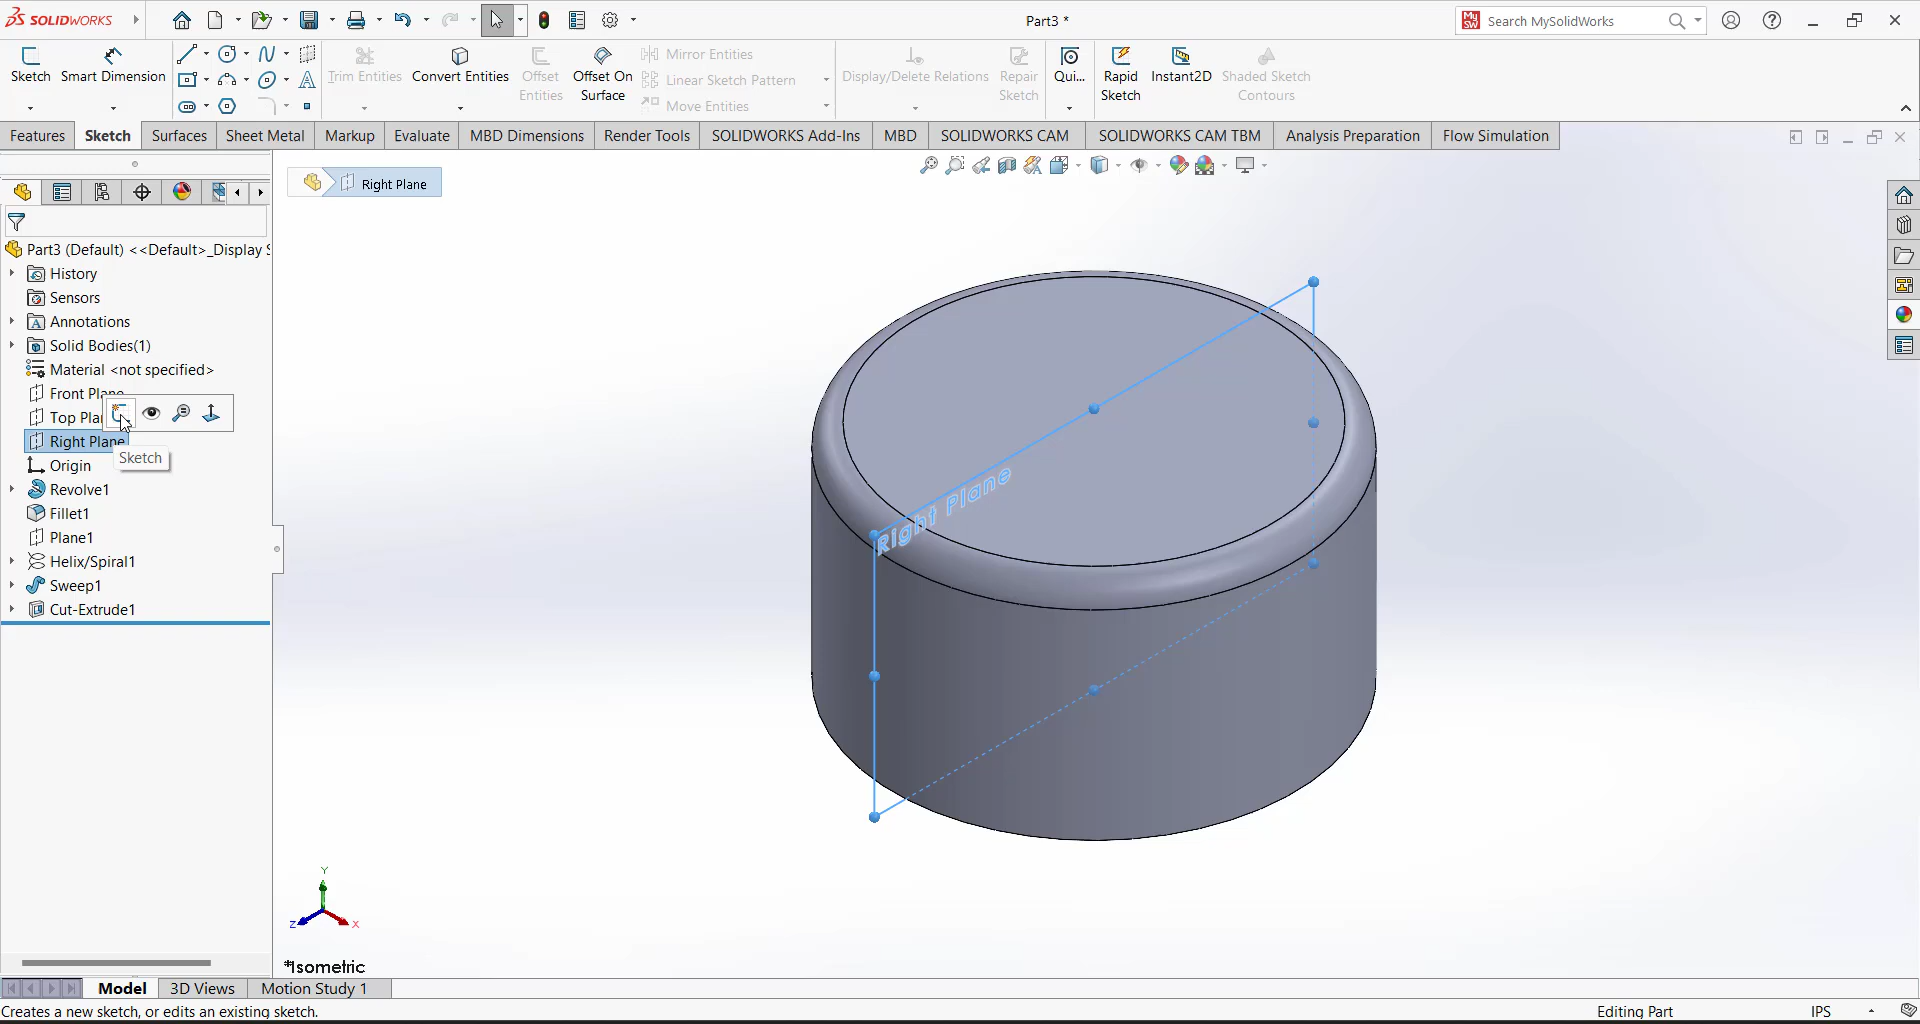 SOLIDWORKS
Part3 *
Search MySolidWorks
Sketch
Smart Dimension
Trim Entities
Convert Entities
Offset
Entities
Offset On
Surface
Mirror Entities
Linear Sketch Pattern
Move Entities
Display/Delete Relations
Repair
Sketch
Qui...
Rapid
Sketch
Instant2D
Shaded Sketch
Contours
Features
Sketch
Surfaces
Sheet Metal
Markup
Evaluate
MBD Dimensions
Render Tools
SOLIDWORKS Add-Ins
MBD
SOLIDWORKS CAM
SOLIDWORKS CAM TBM
Analysis Preparation
Flow Simulation
Right Plane
Part3 (Default) <<Default>_Display S
History
Sensors
Annotations
Solid Bodies(1)
Material <not specified>
Front Plane
Top Plan
Right Plane
Sketch
Origin
Revolve1
Fillet1
Plane1
Helix/Spiral1
Sweep1
Cut-Extrude1
Right Plane
Y
Z
X
*Isometric
Model
3D Views
Motion Study 1
Creates a new sketch, or edits an existing sketch.
Editing Part
IPS